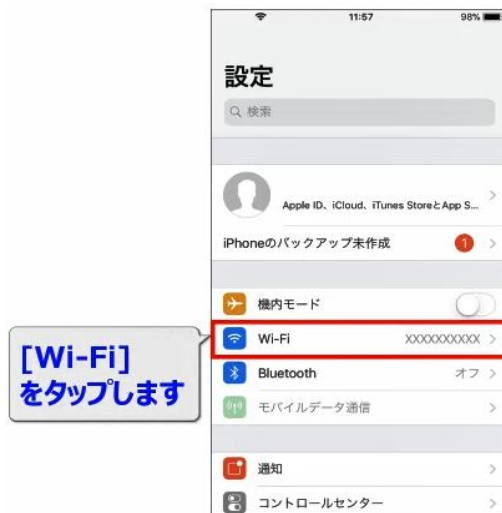 11:57
98%
設定
検索
Apple ID、iCloud、iTunes StoreとApp S...
iPhoneのバックアップ未作成
1
機内モード
Wi-Fi
XXXXXXXXXX
[Wi-Fi]
をタップします
Bluetooth
オフ
モバイルデータ通信
通知
コントロールセンター